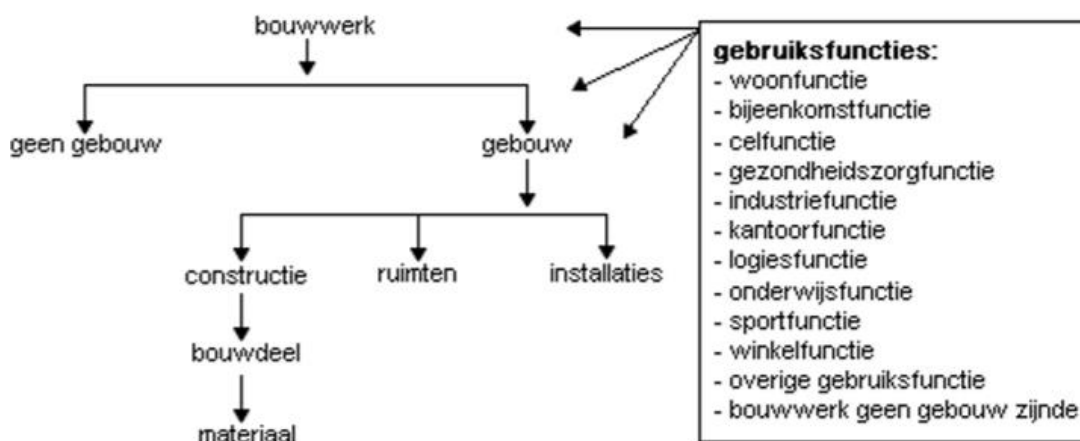 bouwwerk
geen gebouw
gebouw
constructie
ruimten
installaties
bouwdeel
materiaal
gebruiksfuncties:
- woonfunctie
- bijeenkomstfunctie
- celfunctie
- gezondheidszorgfunctie
- industriefunctie
- kantoorfunctie
- logiesfunctie
- onderwijsfunctie
- sportfunctie
- winkelfunctie
- overige gebruiksfunctie
- bouwwerk geen gebouw zijnde